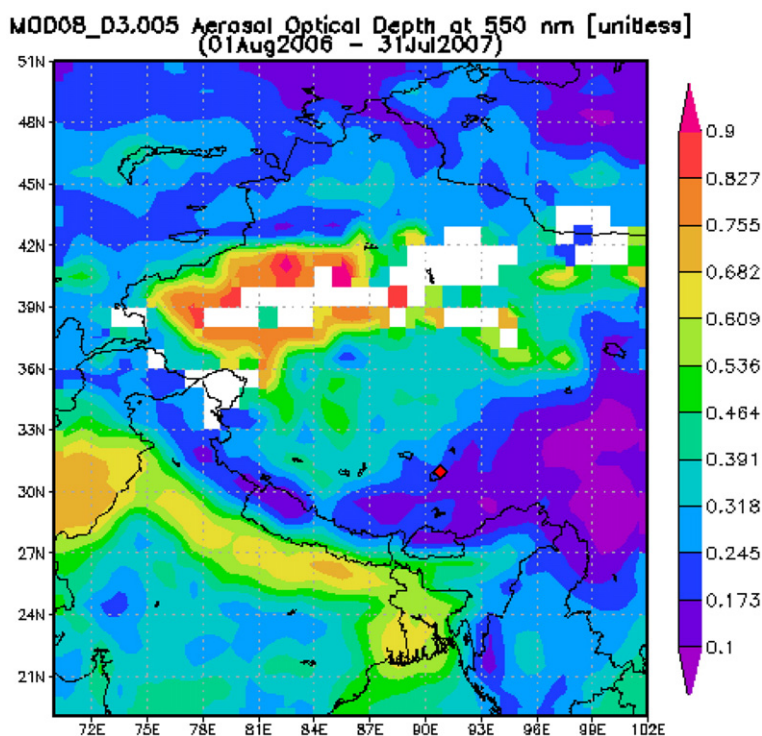 MOD08_D3.005 Aerosol Optical Depth at 550 nm [unitless]
(01Aug2006 – 31Jul2007)
51N
48N
45N
42N
39N
36N
33N
30N
27N
24N
21N
72E 75E 78E 81E 84E 87E 90E 93E 96E 99E 102E
0.9
0.827
0.755
0.682
0.609
0.536
0.464
0.391
0.318
0.245
0.173
0.1